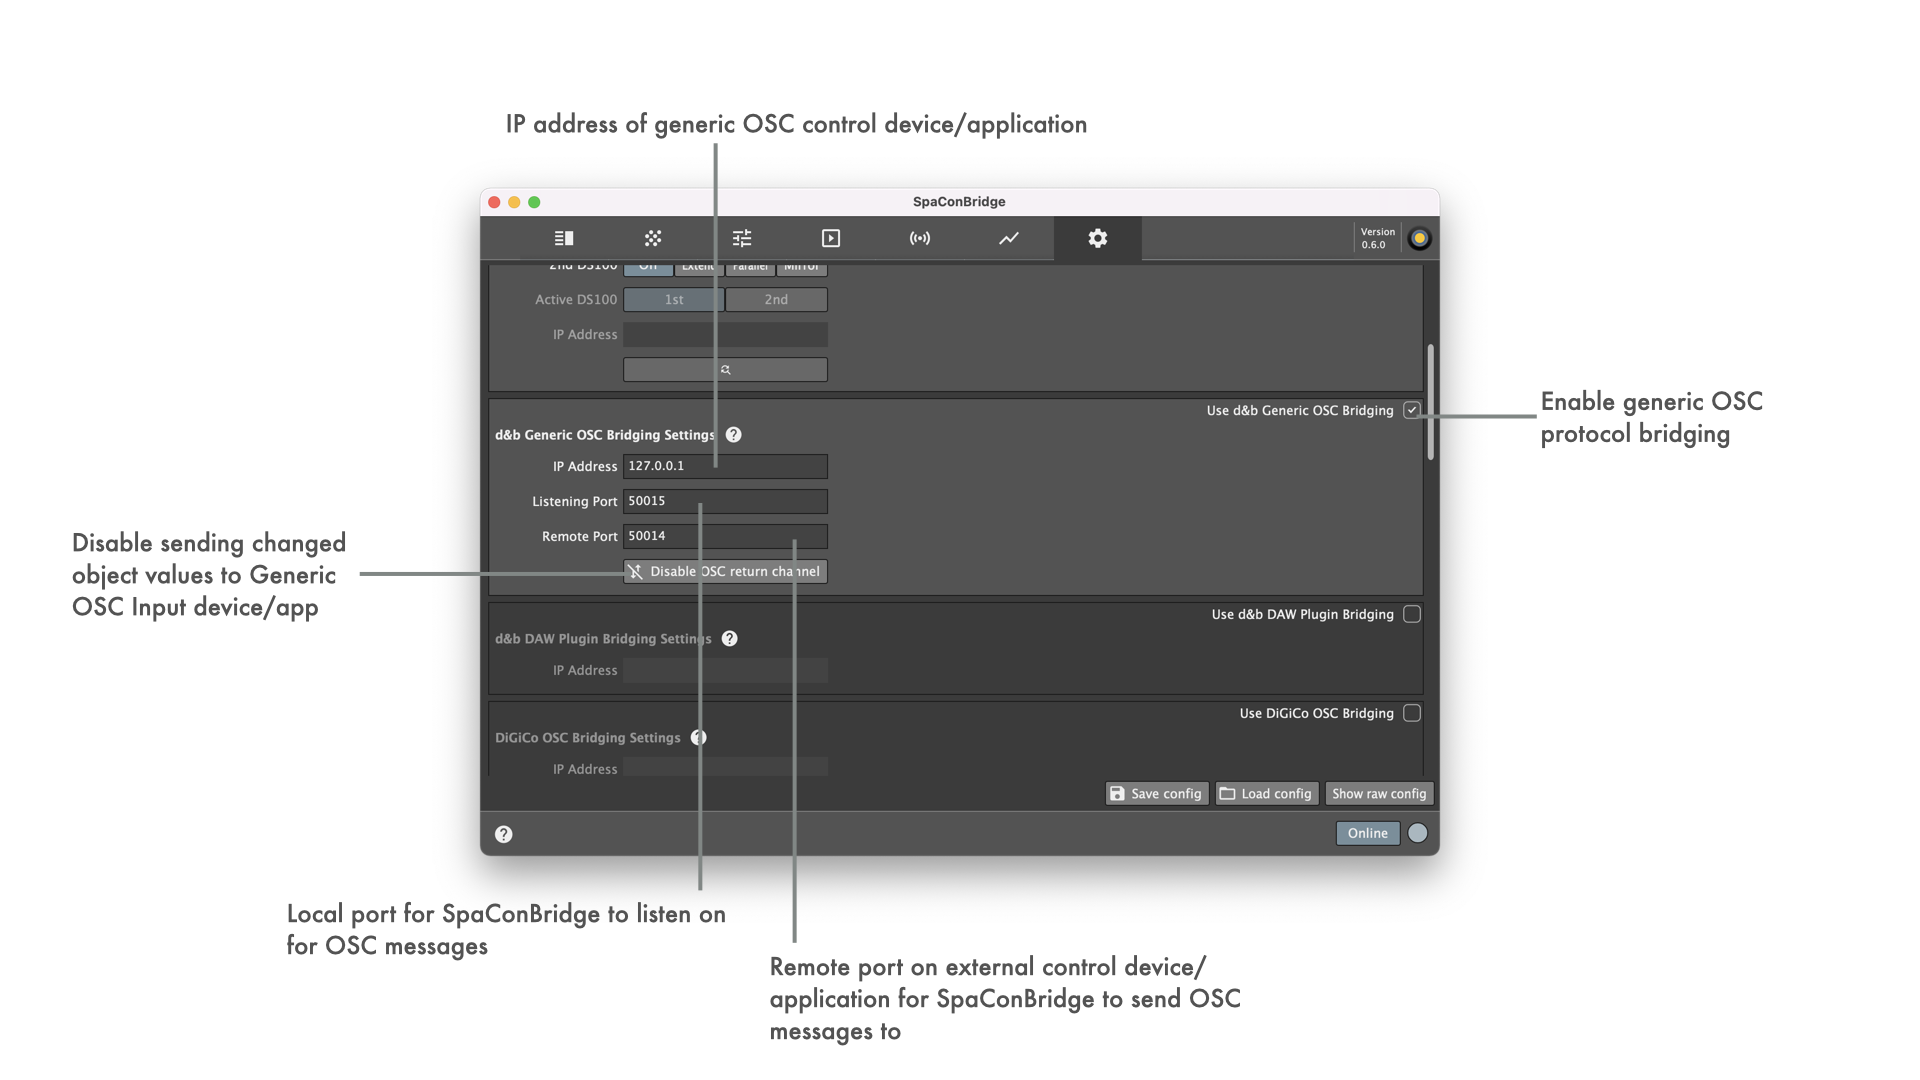 IP address of generic OSC control device/application
SpaConBridge
Version
0.6.0
2nd DS100 Off Extend Parallel Mirror
Active DS100 1st 2nd
IP Address
Use d&b Generic OSC Bridging
Enable generic OSC
protocol bridging
d&b Generic OSC Bridging Settings ?
IP Address 127.0.0.1
Listening Port 50015
Remote Port 50014
Disable OSC return channel
Disable sending changed
object values to Generic
OSC Input device/app
Use d&b DAW Plugin Bridging
d&b DAW Plugin Bridging Settings ?
IP Address
Use DiGiCo OSC Bridging
DiGiCo OSC Bridging Settings ?
IP Address
Save config Load config Show raw config
? Online
Local port for SpaConBridge to listen on
for OSC messages
Remote port on external control device/
application for SpaConBridge to send OSC
messages to